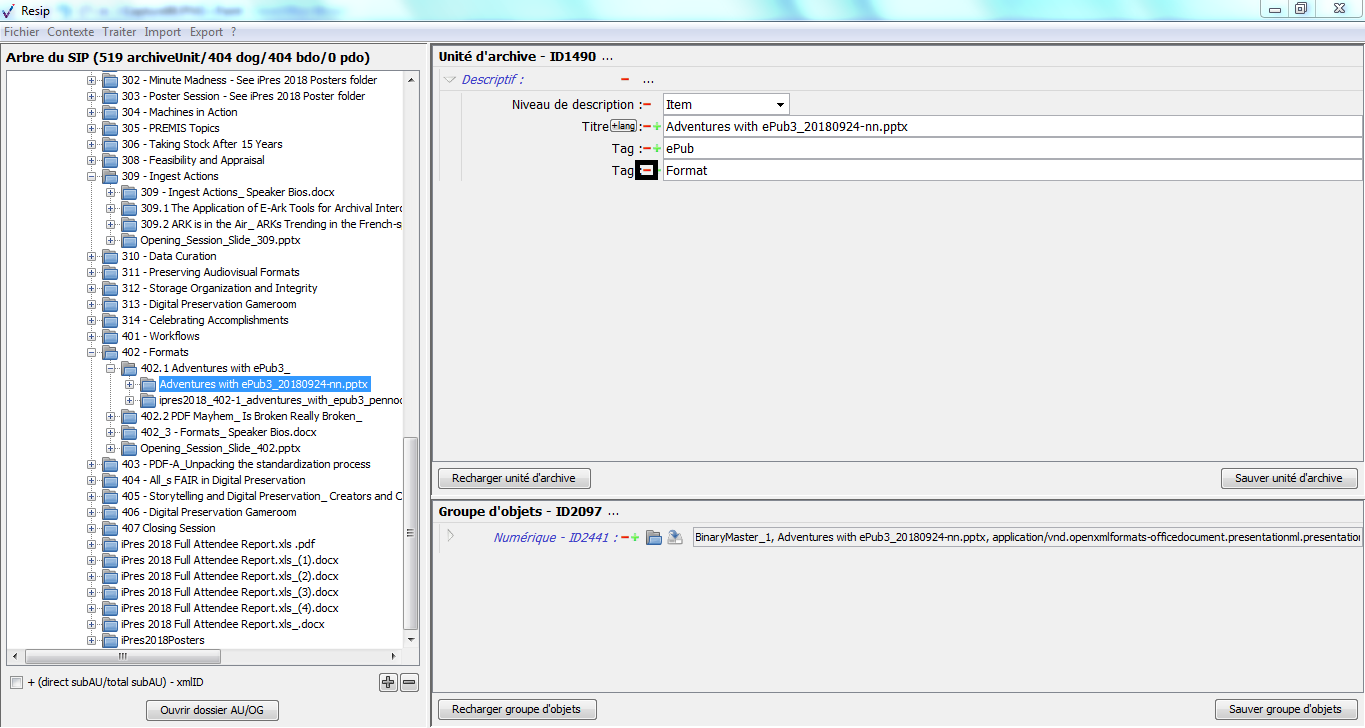 Resip
Fichier Contexte Traiter Import Export ?
Arbre du SIP (519 archiveUnit/404 dog/404 bdo/0 pdo)
302 - Minute Madness - See iPres 2018 Posters folder
303 - Poster Session - See iPres 2018 Poster folder
304 - Machines in Action
305 - PREMIS Topics
306 - Taking Stock After 15 Years
308 - Feasibility and Appraisal
309 - Ingest Actions
309 - Ingest Actions_ Speaker Bios.docx
309.1 The Application of E-Ark Tools for Archival Interc
309.2 ARK is in the Air_ ARKs Trending in the French-s
Opening_Session_Slide_309.pptx
310 - Data Curation
311 - Preserving Audiovisual Formats
312 - Storage Organization and Integrity
313 - Digital Preservation Gameroom
314 - Celebrating Accomplishments
401 - Workflows
402 - Formats
402.1 Adventures with ePub3_
Adventures with ePub3_20180924-nn.pptx
ipres2018_402-1_adventures_with_epub3_pennoc
402.2 PDF Mayhem_ Is Broken Really Broken_
402_3 - Formats_ Speaker Bios.docx
Opening_Session_Slide_402.pptx
403 - PDF-A_Unpacking the standardization process
404 - All_s FAIR in Digital Preservation
405 - Storytelling and Digital Preservation_ Creators and C
406 - Digital Preservation Gameroom
407 Closing Session
iPres 2018 Full Attendee Report.xls .pdf
iPres 2018 Full Attendee Report.xls_(1).docx
iPres 2018 Full Attendee Report.xls_(2).docx
iPres 2018 Full Attendee Report.xls_(3).docx
iPres 2018 Full Attendee Report.xls_(4).docx
iPres 2018 Full Attendee Report.xls_.docx
iPres2018Posters
+ (direct subAU/total subAU) - xmlID
Ouvrir dossier AU/OG
Unité d'archive - ID1490 ...
Descriptif : - ...
Niveau de description :- Item
Titre +lang :-+ Adventures with ePub3_20180924-nn.pptx
Tag :-+ ePub
Tag :- Format
Recharger unité d'archive Sauver unité d'archive
Groupe d'objets - ID2097 ...
Numérique - ID2441 : -+ BinaryMaster_1, Adventures with ePub3_20180924-nn.pptx, application/vnd.openxmlformats-officedocument.presentationml.presentation
Recharger groupe d'objets Sauver groupe d'objets